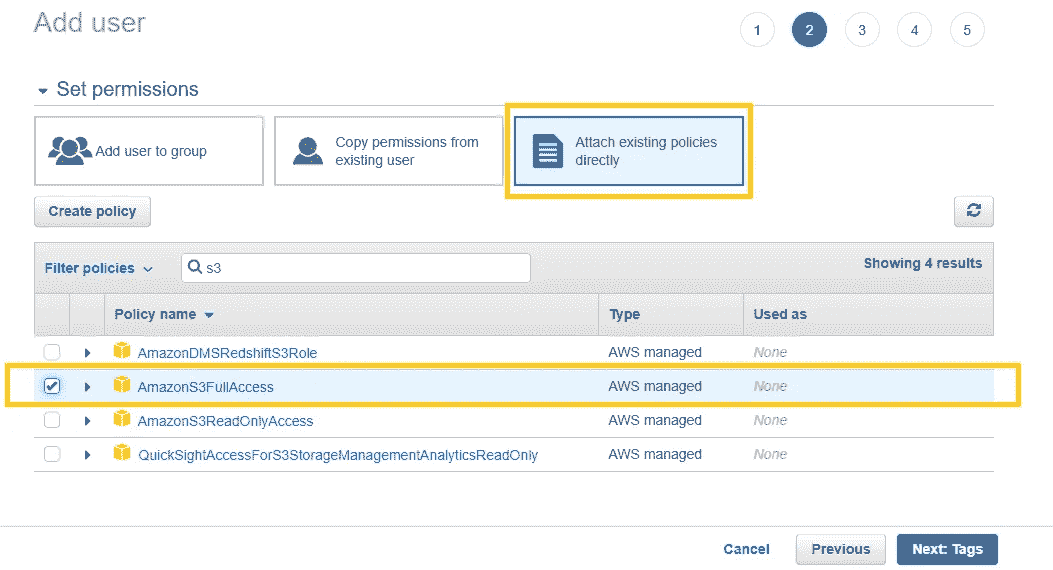 Add user
1 2 3 4 5
Set permissions
Add user to group
Copy permissions from
existing user
Attach existing policies
directly
Create policy
Filter policies
s3
Showing 4 results
Policy name Type Used as
AmazonDMSRedshiftS3Role AWS managed None
AmazonS3FullAccess AWS managed None
AmazonS3ReadOnlyAccess AWS managed None
QuickSightAccessForS3StorageManagementAnalyticsReadOnly AWS managed None
Cancel Previous Next: Tags